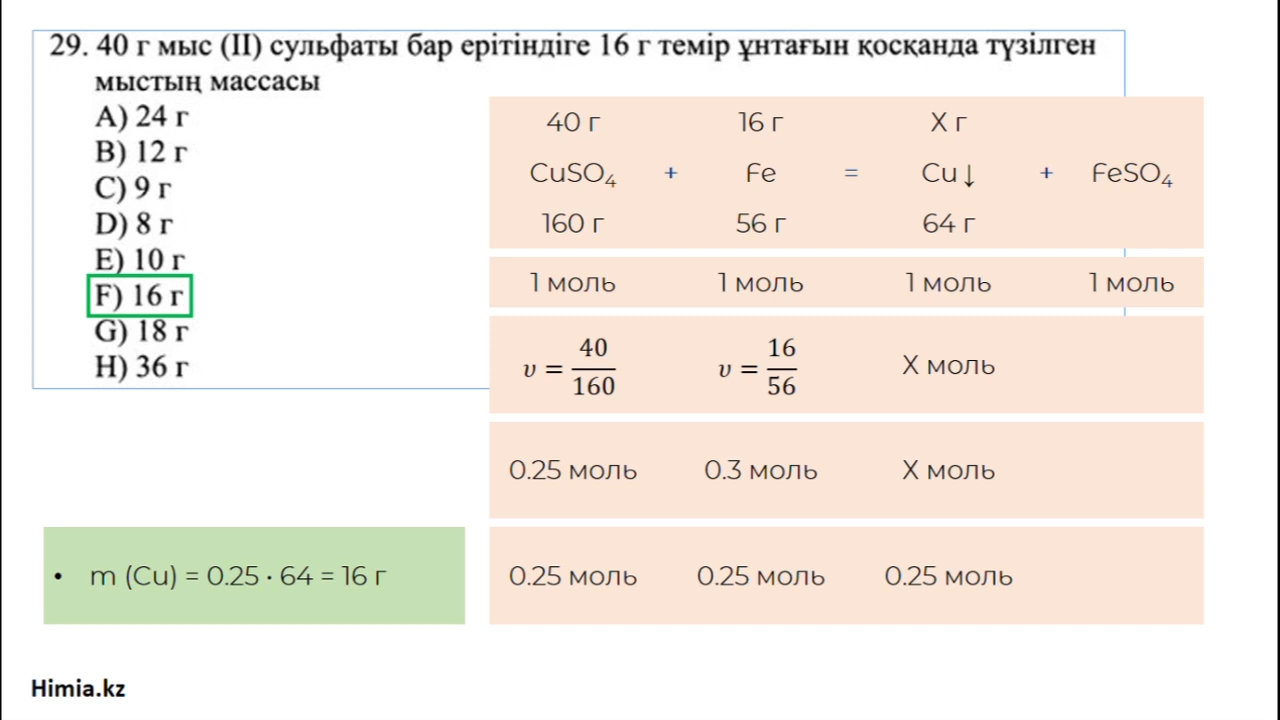 29. 40 г мыс (II) сульфаты бар ерітіндіге 16 г темір ұнтағын қосқанда түзілген
мыстың массасы
A) 24 г
B) 12 г
C) 9 г
D) 8 г
E) 10 г
F) 16 г
G) 18 г
H) 36 г
40 г 16 г X г
CuSO₄ + Fe = Cu↓ + FeSO₄
160 г 56 г 64 г
1 моль 1 моль 1 моль 1 моль
υ = 40/160 υ = 16/56 X моль
0.25 моль 0.3 моль X моль
0.25 моль 0.25 моль 0.25 моль
• m (Cu) = 0.25 · 64 = 16 г
Himia.kz